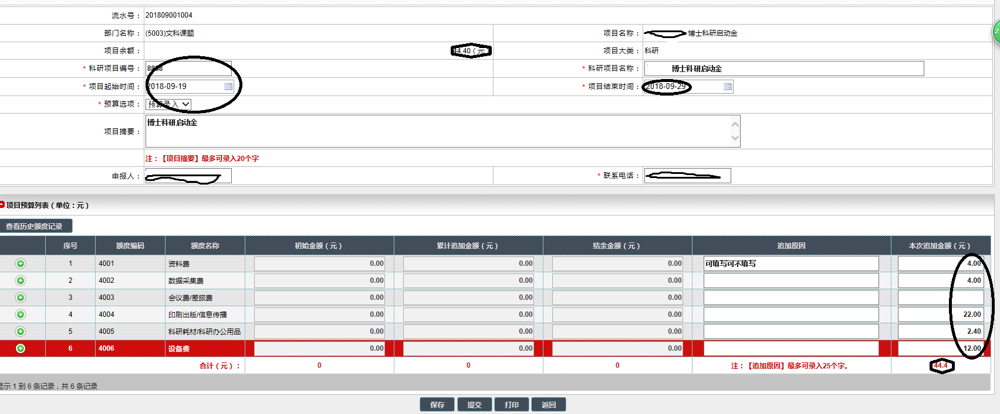 流水号： 201809001004
部门名称： (5003)文科课题 项目名称： 博士科研启动金
项目余额： 44.40（元） 项目大类： 科研
* 科研项目编号： * 科研项目名称： 博士科研启动金
* 项目起始时间： 2018-09-19 * 项目结束时间： 2018-09-29
* 预算选项： 预算录入
项目摘要： 博士科研启动金
注：【项目摘要】最多可录入20个字
申报人： * 联系电话：
项目预算列表（单位：元）
查看历史额度记录
序号 额度编码 额度名称 初始金额（元） 累计追加金额（元） 结余金额（元） 追加原因 本次追加金额（元）
1 4001 资料费 0.00 0.00 0.00 可填写可不填写 4.00
2 4002 数据采集费 0.00 0.00 0.00 4.00
3 4003 会议费/差旅费 0.00 0.00 0.00
4 4004 印刷出版/信息传播 0.00 0.00 0.00 22.00
5 4005 科研耗材/科研办公用品 0.00 0.00 0.00 2.40
6 4006 设备费 0.00 0.00 0.00 12.00
合计（元）： 0 0 0 注：【追加原因】最多可录入25个字。 44.4
显示 1 到 6 条记录，共 6 条记录
保存 提交 打印 返回